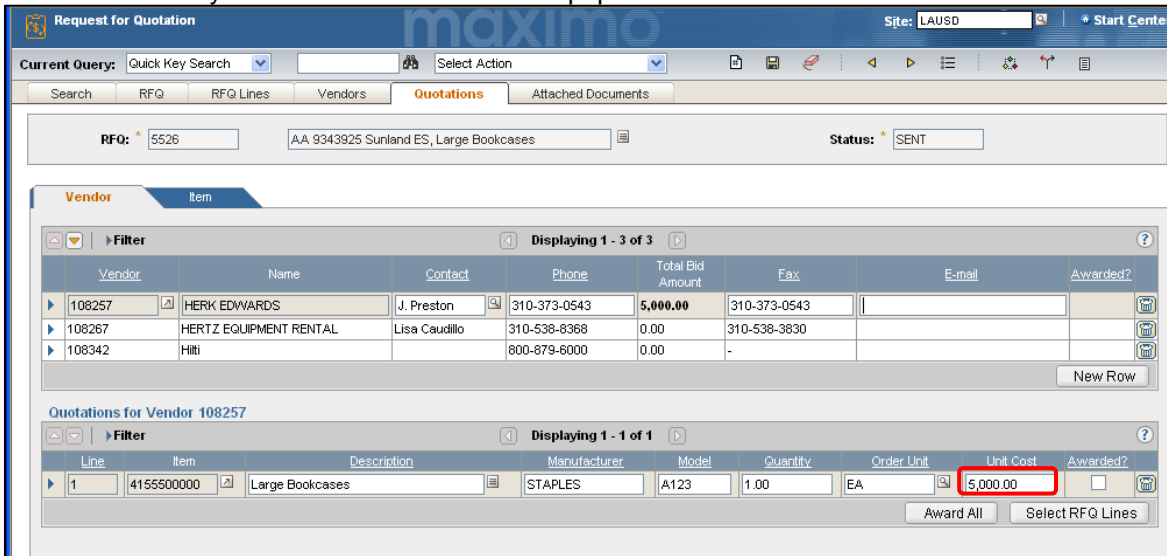 Request for Quotation maximo Site: LAUSD Start Cente
Current Query: Quick Key Search Select Action
Search RFQ RFQ Lines Vendors Quotations Attached Documents
RFQ: * 5526 AA 9343925 Sunland ES, Large Bookcases Status: * SENT
Vendor Item
Filter Displaying 1 - 3 of 3 ?
Vendor Name Contact Phone Total Bid Amount Fax E-mail Awarded?
108257 HERK EDWARDS J. Preston 310-373-0543 5,000.00 310-373-0543
108267 HERTZ EQUIPMENT RENTAL Lisa Caudillo 310-538-8368 0.00 310-538-3830
108342 Hilti 800-879-6000 0.00 -
New Row
Quotations for Vendor 108257
Filter Displaying 1 - 1 of 1 ?
Line Item Description Manufacturer Model Quantity Order Unit Unit Cost Awarded?
1 4155500000 Large Bookcases STAPLES A123 1.00 EA 5,000.00
Award All Select RFQ Lines